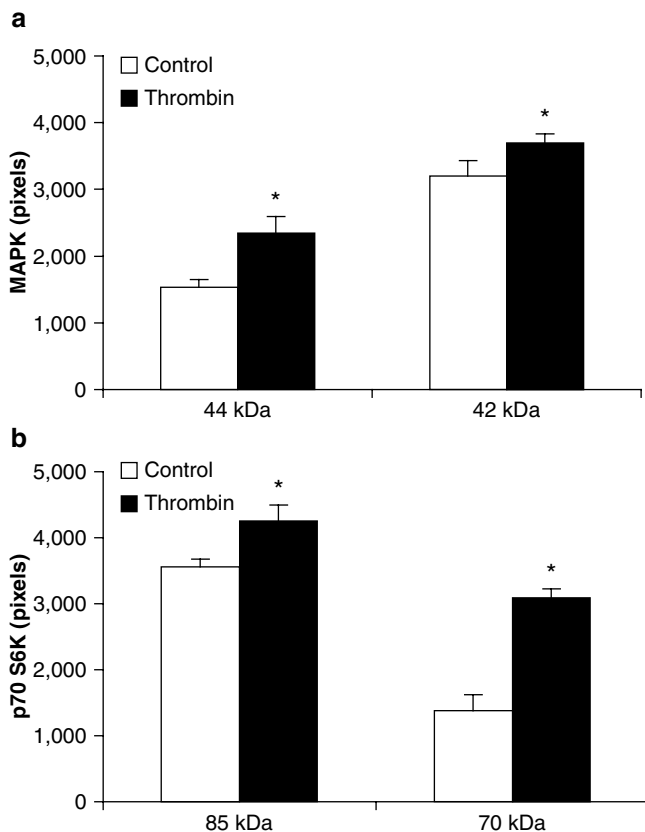 a
5,000
4,000
3,000
2,000
1,000
0
MAPK (pixels)
Control
Thrombin
*
*
44 kDa 42 kDa
b
5,000
4,000
3,000
2,000
1,000
0
p70 S6K (pixels)
Control
Thrombin
*
*
85 kDa 70 kDa